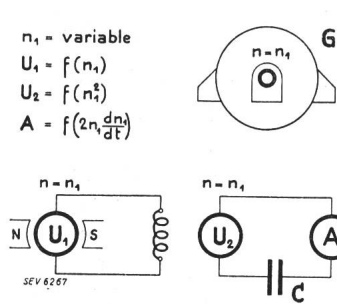 n₁ = variable
U₁ = f(n₁)
U₂ = f(n₁²)
A = f(2n₁ dn₁/dt)
G
n = n₁
n = n₁
N U₁ S
SEV 6267
n = n₁
U₂ A
C